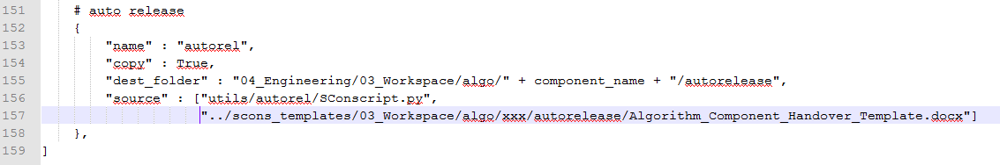 151 # auto release
152 {
153 "name" : "autorel",
154 "copy" : True,
155 "dest_folder" : "04_Engineering/03_Workspace/algo/" + component_name + "/autorelease",
156 "source" : ["utils/autorel/SConscript.py",
157 "../scons_templates/03_Workspace/algo/xxx/autorelease/Algorithm_Component_Handover_Template.docx"]
158 },
159 ]